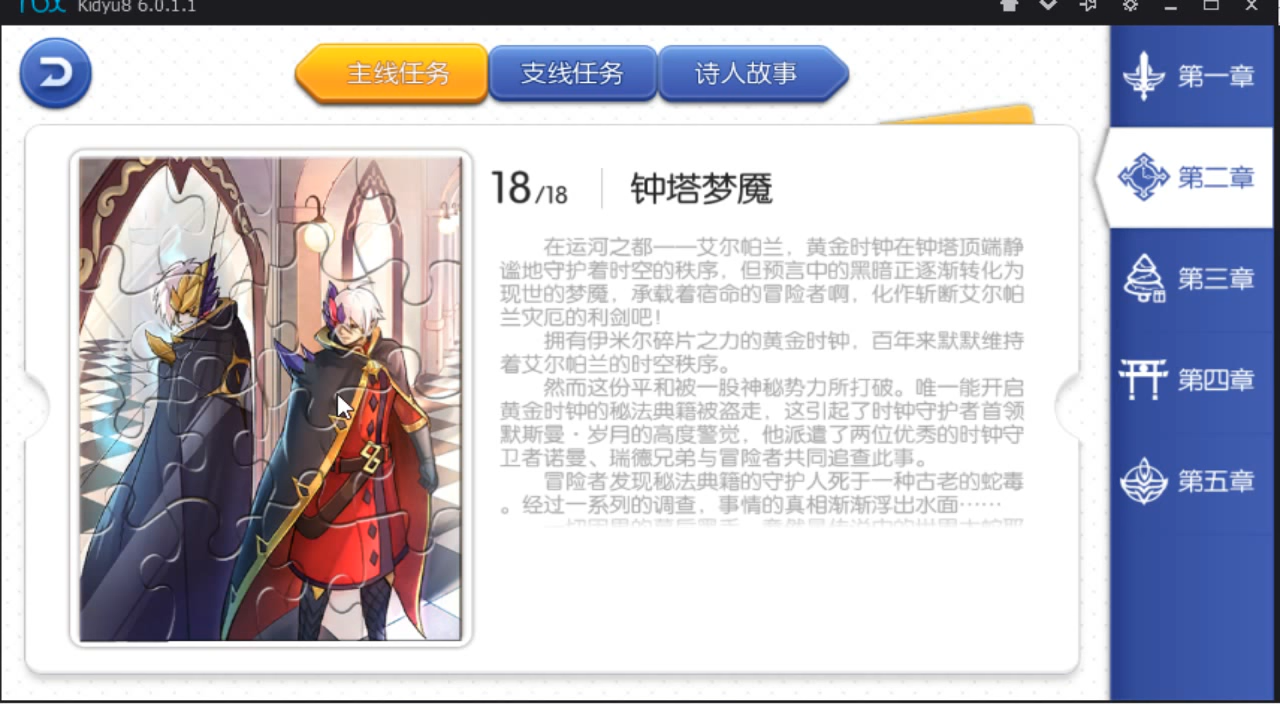 nox Kidyu8 6.0.1.1
主线任务
支线任务
诗人故事
第一章
第二章
第三章
第四章
第五章
18/18
钟塔梦魇
在运河之都——艾尔帕兰，黄金时钟在钟塔顶端静
谧地守护着时空的秩序，但预言中的黑暗正逐渐转化为
现世的梦魇，承载着宿命的冒险者啊，化作斩断艾尔帕
兰灾厄的利剑吧！
拥有伊米尔碎片之力的黄金时钟，百年来默默维持
着艾尔帕兰的时空秩序。
然而这份平和被一股神秘势力所打破。唯一能开启
黄金时钟的秘法典籍被盗走，这引起了时钟守护者首领
默斯曼·岁月的高度警觉，他派遣了两位优秀的时钟守
卫者诺曼、瑞德兄弟与冒险者共同追查此事。
冒险者发现秘法典籍的守护人死于一种古老的蛇毒
。经过一系列的调查，事情的真相渐渐浮出水面……